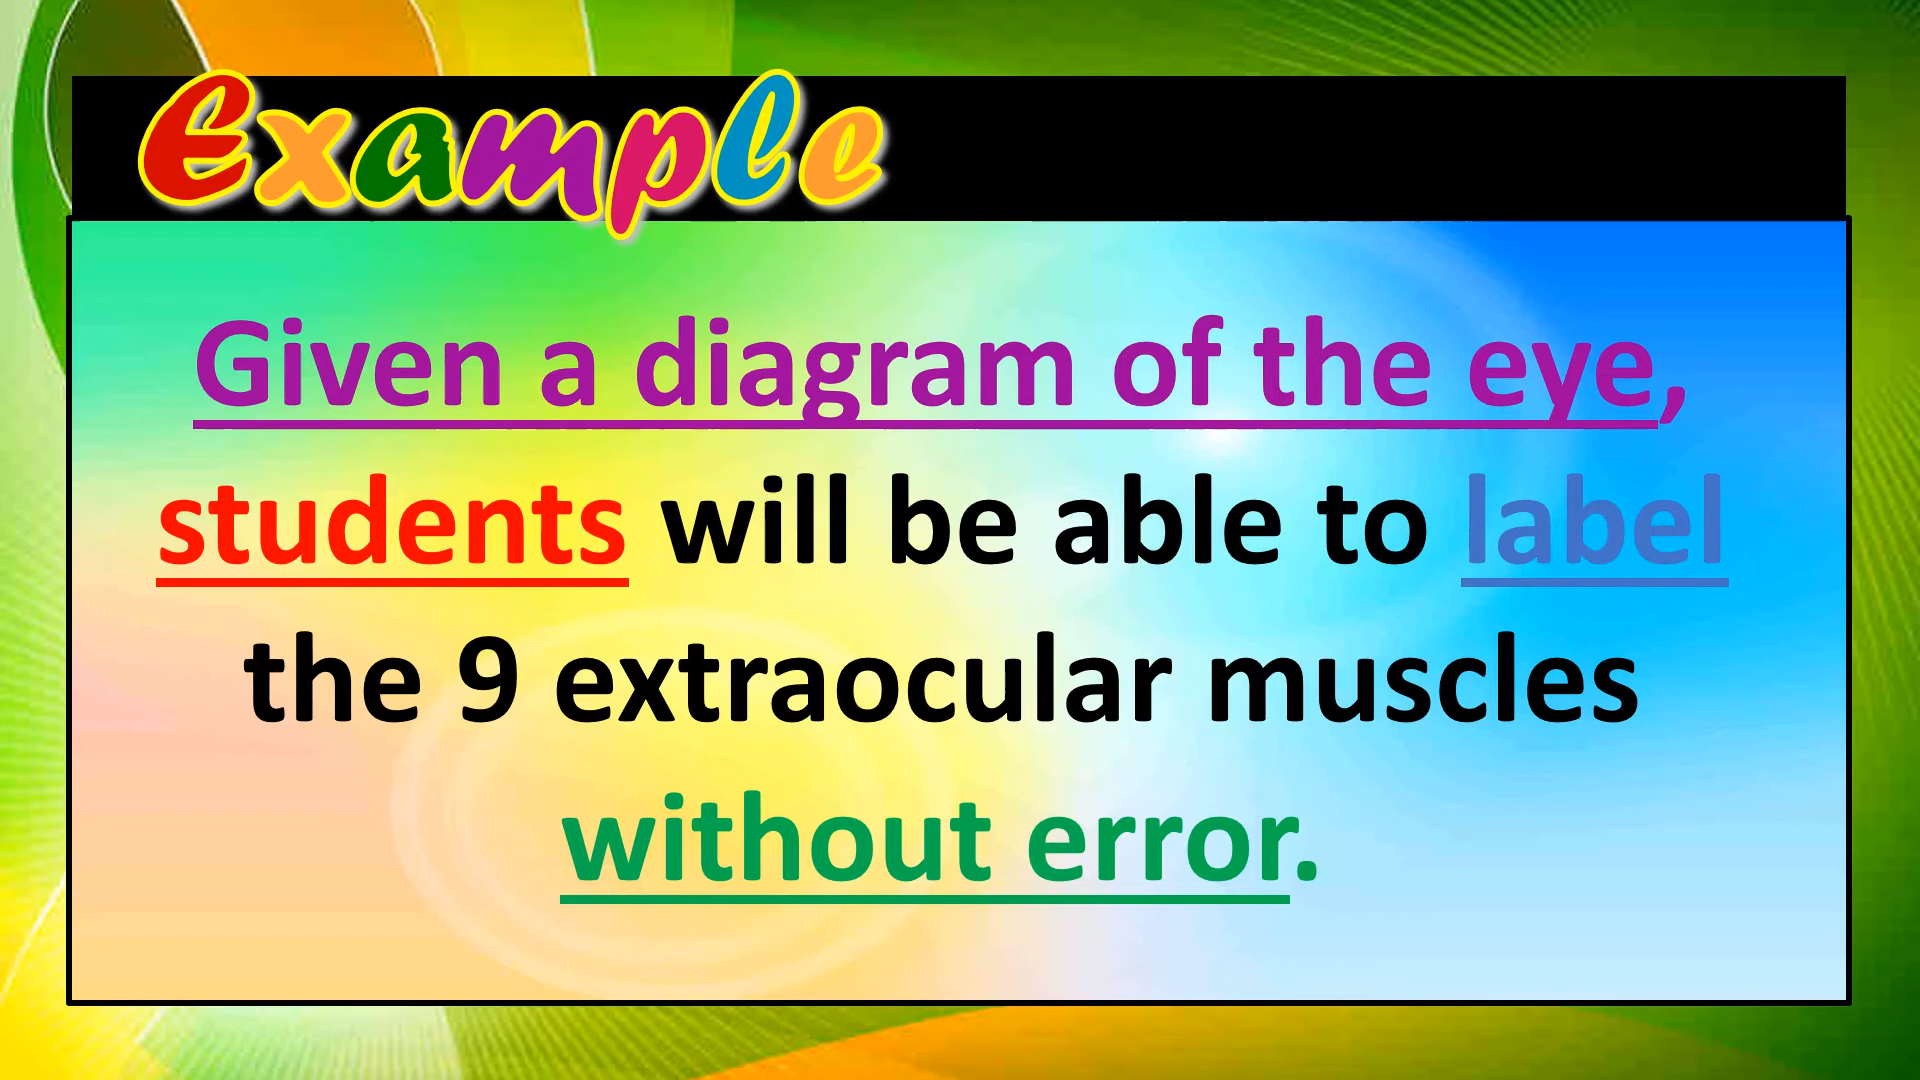 Example
Given a diagram of the eye,
students will be able to label
the 9 extraocular muscles
without error.